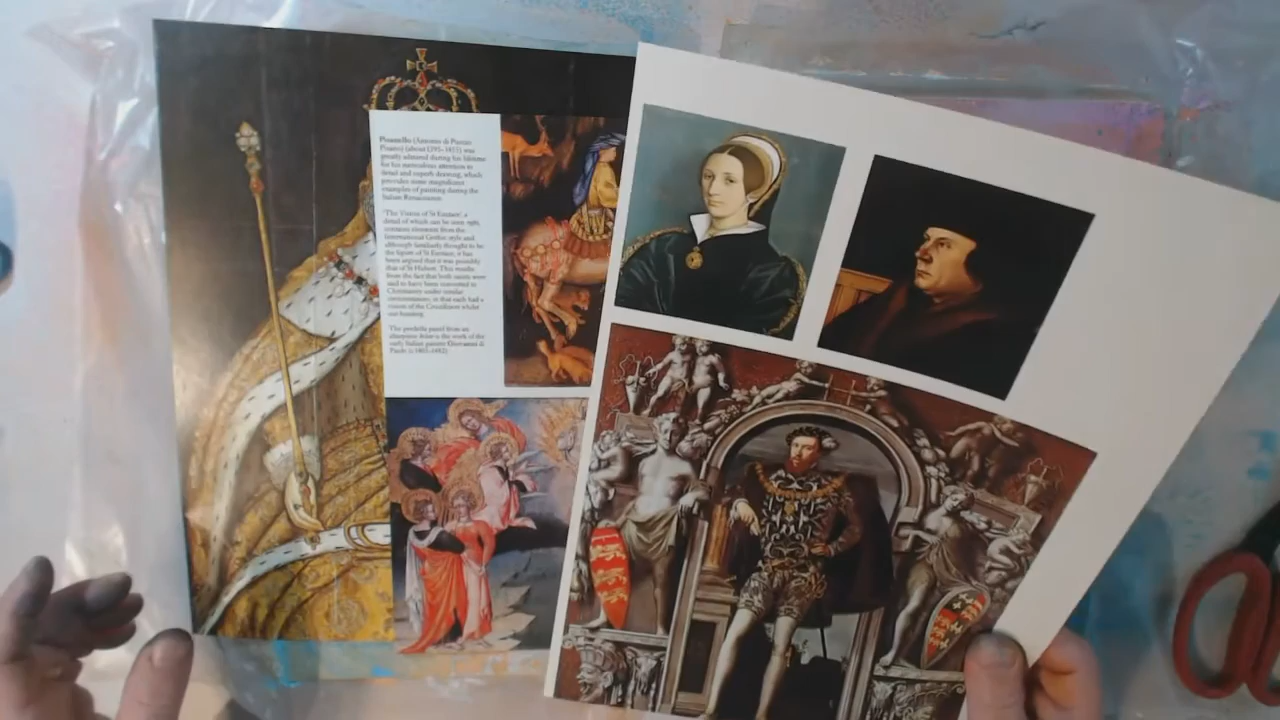 Pisanello (Antonio di Puccio
Pisano) (about 1395–1455) was
greatly admired during his lifetime
for his meticulous attention to
detail and superb drawing, which
provides some magnificent
examples of painting during the
Italian Renaissance.
'The Vision of St Eustace', a
detail of which can be seen right,
contains elements from the
International Gothic style and
although familiarly thought to be
the figure of St Eustace, it has
been argued that it was possibly
that of St Hubert. This results
from the fact that both saints were
said to have been converted to
Christianity under similar
circumstances, in that each had a
vision of the Crucifixion whilst
out hunting.
The predella panel from an
altarpiece below is the work of the
early Italian painter Giovanni di
Paolo